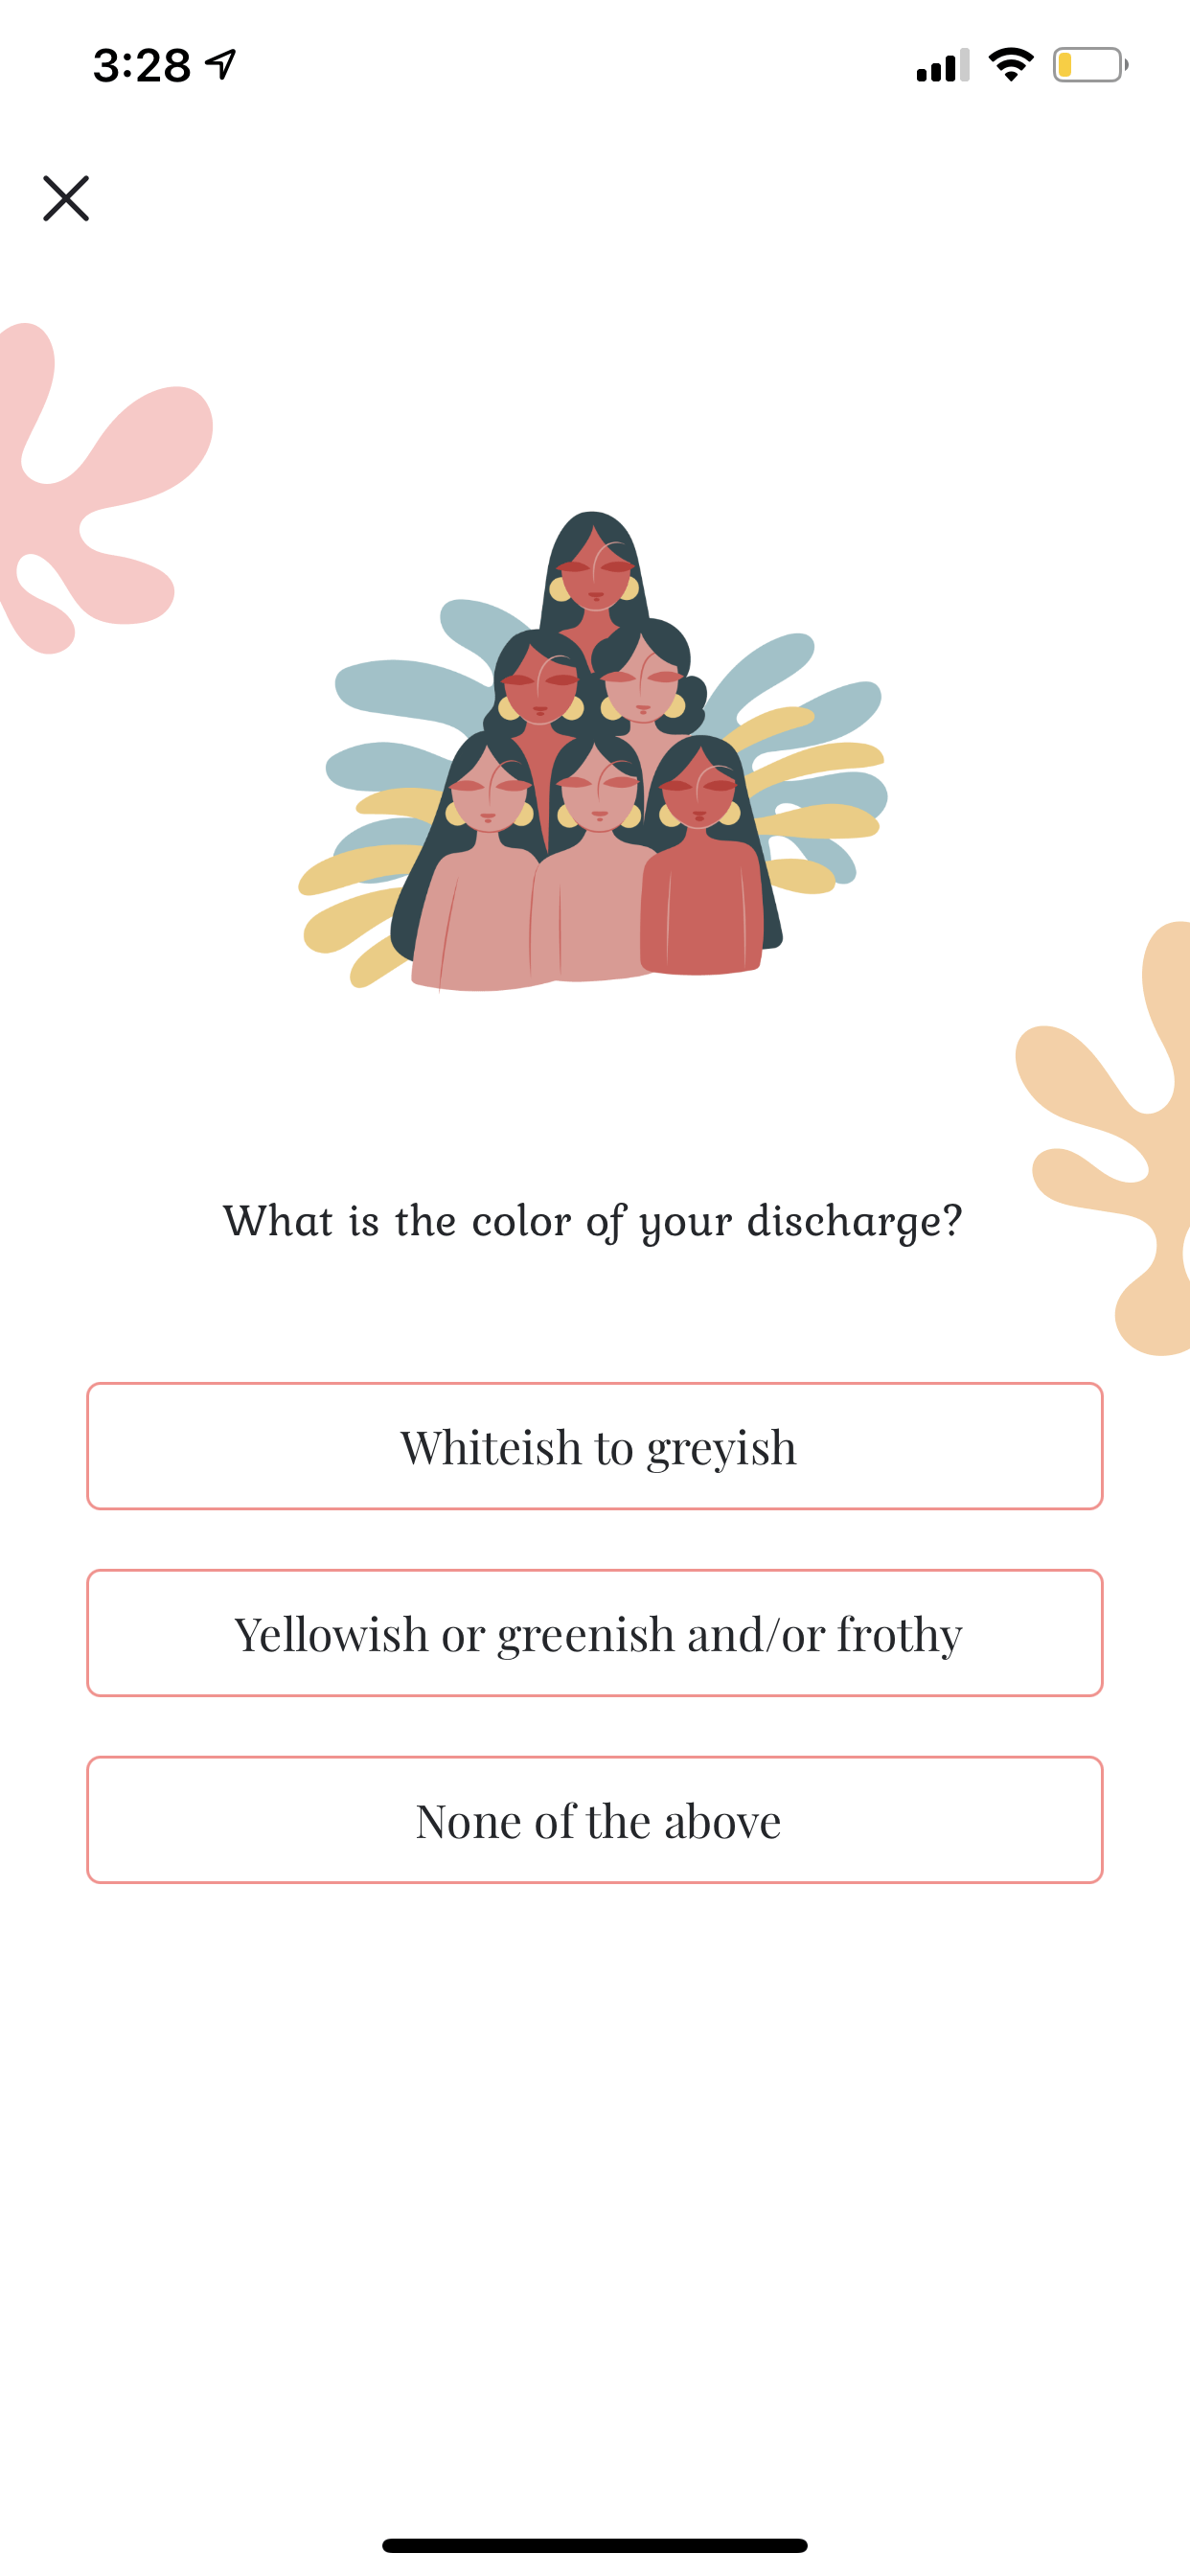 3:28
What is the color of your discharge?
Whiteish to greyish
Yellowish or greenish and/or frothy
None of the above